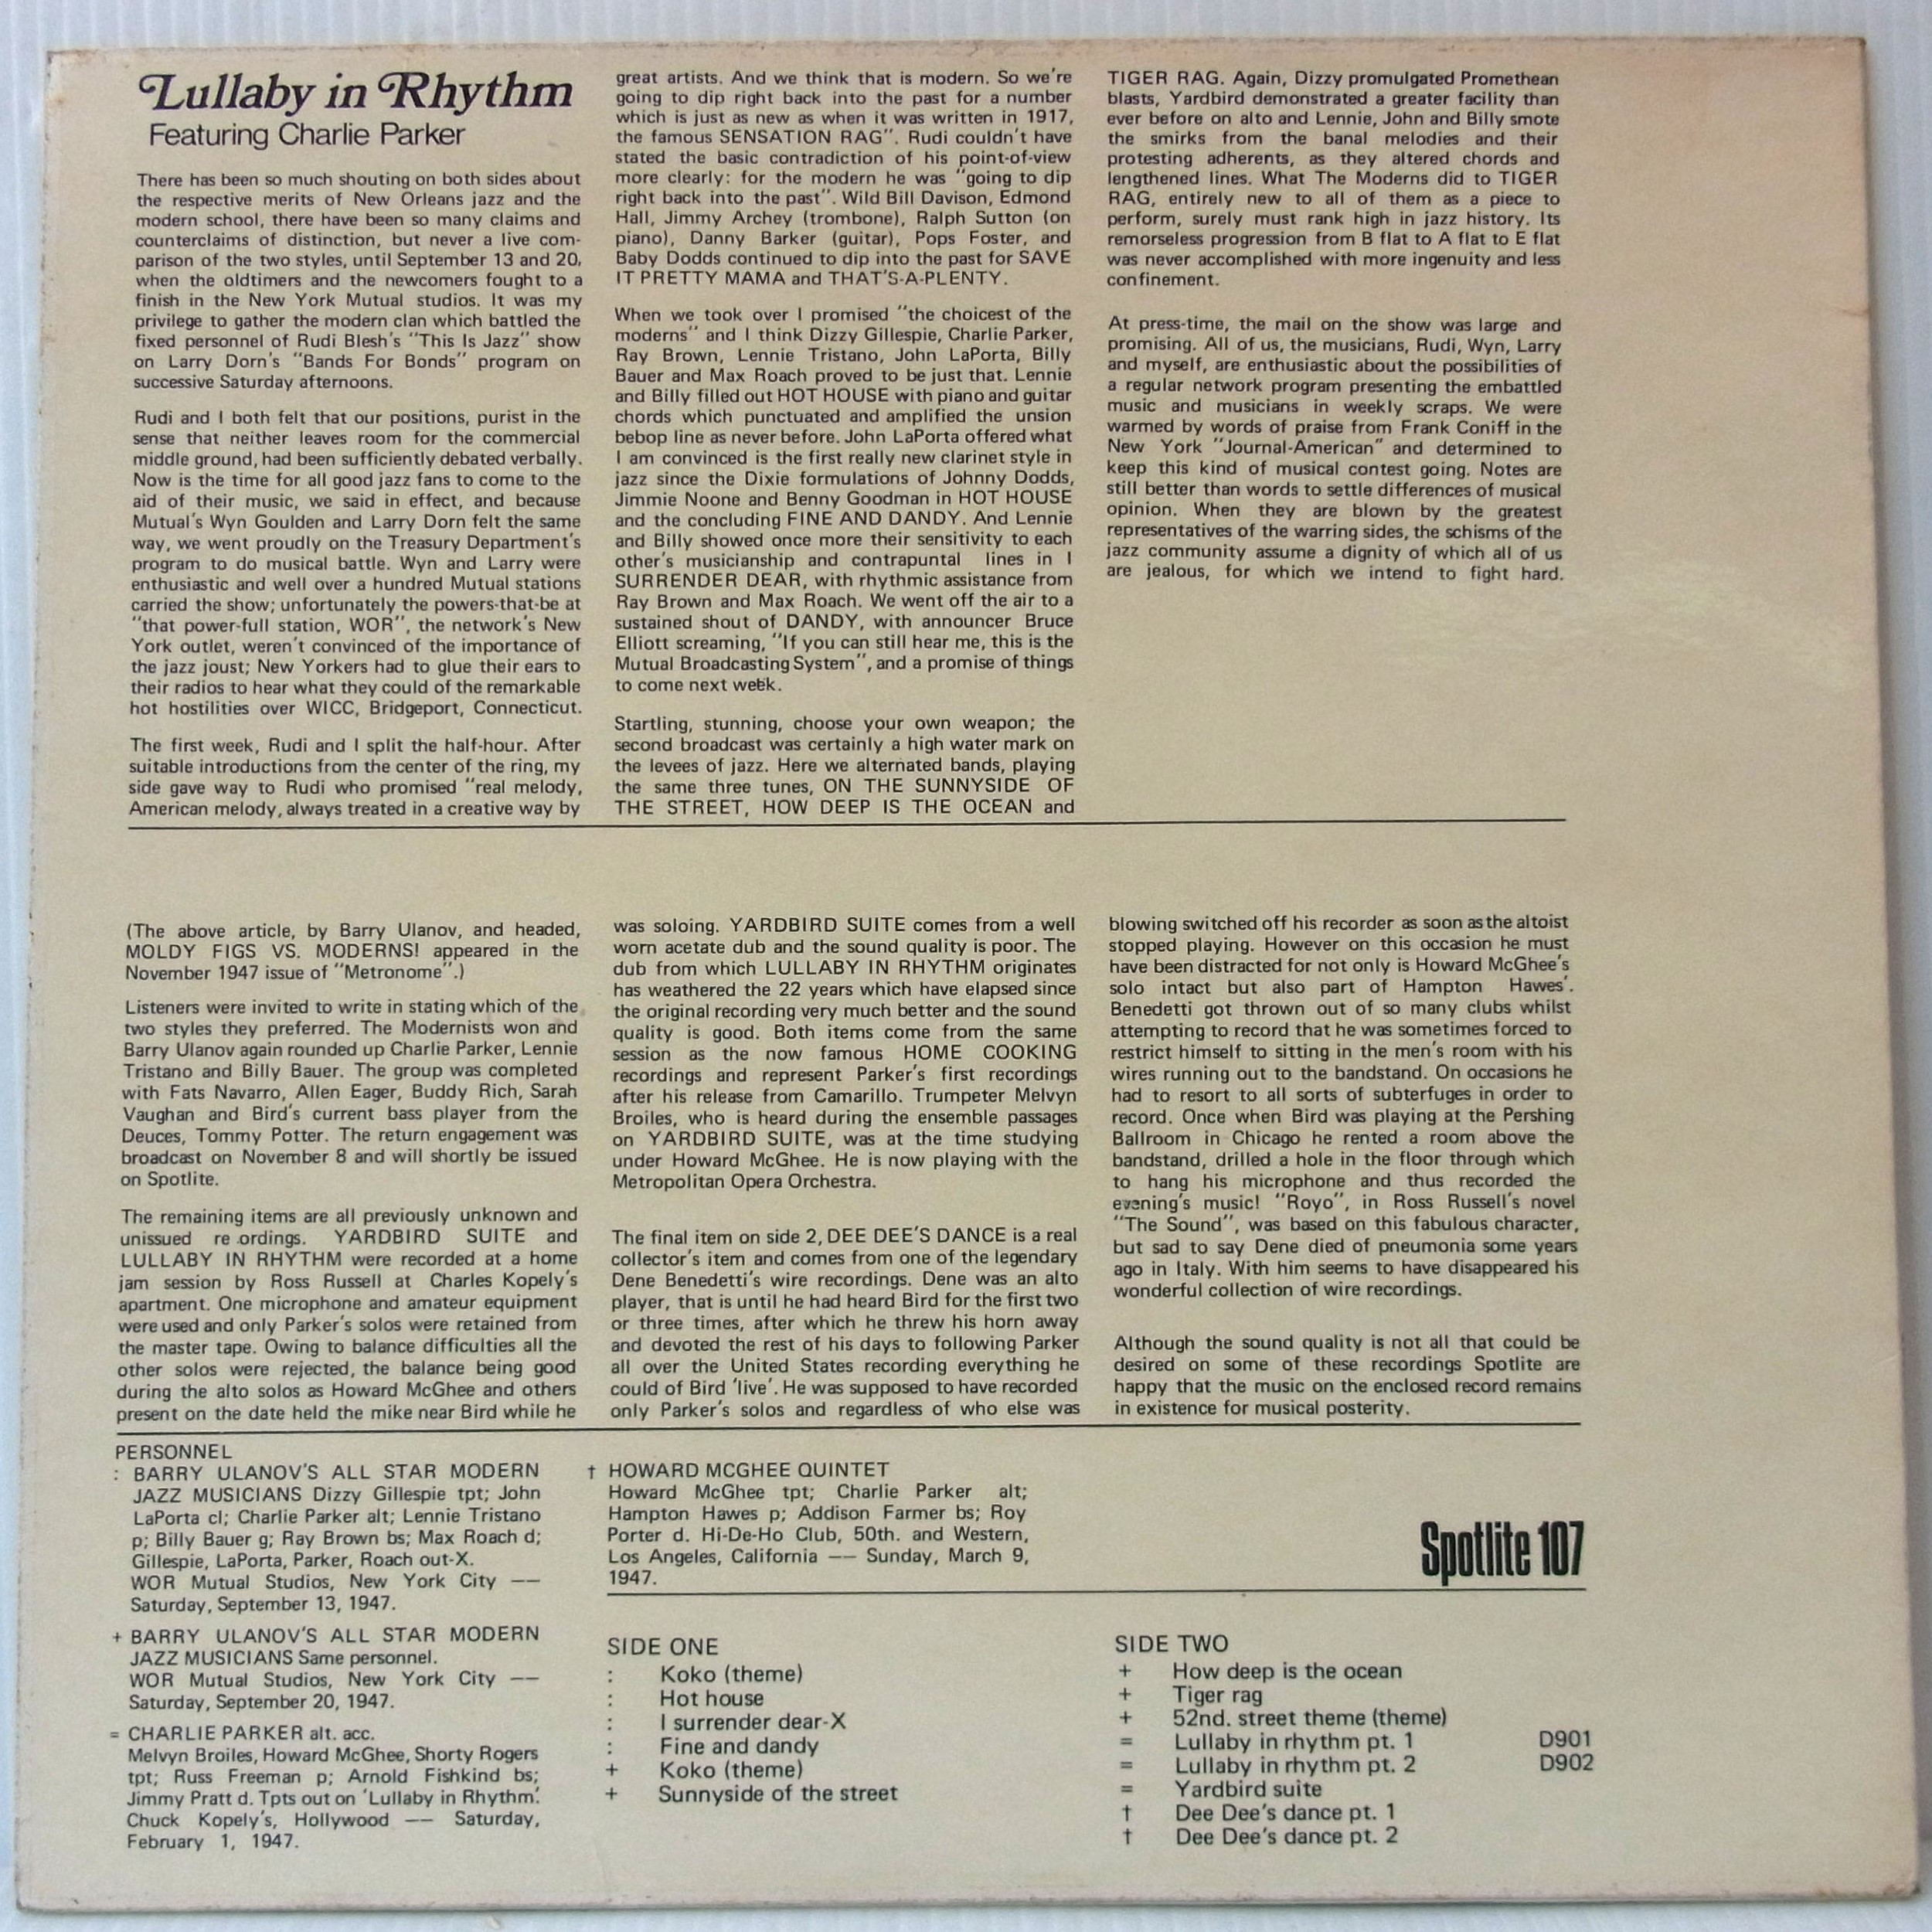 Lullaby in Rhythm
Featuring Charlie Parker
There has been so much shouting on both sides about
the respective merits of New Orleans jazz and the
modern school, there have been so many claims and
counterclaims of distinction, but never a live com-
parison of the two styles, until September 13 and 20,
when the oldtimers and the newcomers fought to a
finish in the New York Mutual studios. It was my
privilege to gather the modern clan which battled the
fixed personnel of Rudi Blesh's "This Is Jazz" show
on Larry Dorn's "Bands For Bonds" program on
successive Saturday afternoons.
Rudi and I both felt that our positions, purist in the
sense that neither leaves room for the commercial
middle ground, had been sufficiently debated verbally.
Now is the time for all good jazz fans to come to the
aid of their music, we said in effect, and because
Mutual's Wyn Goulden and Larry Dorn felt the same
way, we went proudly on the Treasury Department's
program to do musical battle. Wyn and Larry were
enthusiastic and well over a hundred Mutual stations
carried the show; unfortunately the powers-that-be at
"that power-full station, WOR", the network's New
York outlet, weren't convinced of the importance of
the jazz joust; New Yorkers had to glue their ears to
their radios to hear what they could of the remarkable
hot hostilities over WICC, Bridgeport, Connecticut.
The first week, Rudi and I split the half-hour. After
suitable introductions from the center of the ring, my
side gave way to Rudi who promised "real melody,
American melody, always treated in a creative way by
great artists. And we think that is modern. So we're
going to dip right back into the past for a number
which is just as new as when it was written in 1917,
the famous SENSATION RAG". Rudi couldn't have
stated the basic contradiction of his point-of-view
more clearly: for the modern he was "going to dip
right back into the past". Wild Bill Davison, Edmond
Hall, Jimmy Archey (trombone), Ralph Sutton (on
piano), Danny Barker (guitar), Pops Foster, and
Baby Dodds continued to dip into the past for SAVE
IT PRETTY MAMA and THAT'S-A-PLENTY.
When we took over I promised "the choicest of the
moderns" and I think Dizzy Gillespie, Charlie Parker,
Ray Brown, Lennie Tristano, John LaPorta, Billy
Bauer and Max Roach proved to be just that. Lennie
and Billy filled out HOT HOUSE with piano and guitar
chords which punctuated and amplified the unsion
bebop line as never before. John LaPorta offered what
I am convinced is the first really new clarinet style in
jazz since the Dixie formulations of Johnny Dodds,
Jimmie Noone and Benny Goodman in HOT HOUSE
and the concluding FINE AND DANDY. And Lennie
and Billy showed once more their sensitivity to each
other's musicianship and contrapuntal lines in I
SURRENDER DEAR, with rhythmic assistance from
Ray Brown and Max Roach. We went off the air to a
sustained shout of DANDY, with announcer Bruce
Elliott screaming, "If you can still hear me, this is the
Mutual Broadcasting System", and a promise of things
to come next week.
Startling, stunning, choose your own weapon; the
second broadcast was certainly a high water mark on
the levees of jazz. Here we alternated bands, playing
the same three tunes, ON THE SUNNYSIDE OF
THE STREET, HOW DEEP IS THE OCEAN and
TIGER RAG. Again, Dizzy promulgated Promethean
blasts, Yardbird demonstrated a greater facility than
ever before on alto and Lennie, John and Billy smote
the smirks from the banal melodies and their
protesting adherents, as they altered chords and
lengthened lines. What The Moderns did to TIGER
RAG, entirely new to all of them as a piece to
perform, surely must rank high in jazz history. Its
remorseless progression from B flat to A flat to E flat
was never accomplished with more ingenuity and less
confinement.
At press-time, the mail on the show was large and
promising. All of us, the musicians, Rudi, Wyn, Larry
and myself, are enthusiastic about the possibilities of
a regular network program presenting the embattled
music and musicians in weekly scraps. We were
warmed by words of praise from Frank Coniff in the
New York "Journal-American" and determined to
keep this kind of musical contest going. Notes are
still better than words to settle differences of musical
opinion. When they are blown by the greatest
representatives of the warring sides, the schisms of the
jazz community assume a dignity of which all of us
are jealous, for which we intend to fight hard.
(The above article, by Barry Ulanov, and headed,
MOLDY FIGS VS. MODERNS! appeared in the
November 1947 issue of "Metronome".)
Listeners were invited to write in stating which of the
two styles they preferred. The Modernists won and
Barry Ulanov again rounded up Charlie Parker, Lennie
Tristano and Billy Bauer. The group was completed
with Fats Navarro, Allen Eager, Buddy Rich, Sarah
Vaughan and Bird's current bass player from the
Deuces, Tommy Potter. The return engagement was
broadcast on November 8 and will shortly be issued
on Spotlite.
The remaining items are all previously unknown and
unissued re ordings. YARDBIRD SUITE and
LULLABY IN RHYTHM were recorded at a home
jam session by Ross Russell at Charles Kopely's
apartment. One microphone and amateur equipment
were used and only Parker's solos were retained from
the master tape. Owing to balance difficulties all the
other solos were rejected, the balance being good
during the alto solos as Howard McGhee and others
present on the date held the mike near Bird while he
was soloing. YARDBIRD SUITE comes from a well
worn acetate dub and the sound quality is poor. The
dub from which LULLABY IN RHYTHM originates
has weathered the 22 years which have elapsed since
the original recording very much better and the sound
quality is good. Both items come from the same
session as the now famous HOME COOKING
recordings and represent Parker's first recordings
after his release from Camarillo. Trumpeter Melvyn
Broiles, who is heard during the ensemble passages
on YARDBIRD SUITE, was at the time studying
under Howard McGhee. He is now playing with the
Metropolitan Opera Orchestra.
The final item on side 2, DEE DEE'S DANCE is a real
collector's item and comes from one of the legendary
Dene Benedetti's wire recordings. Dene was an alto
player, that is until he had heard Bird for the first two
or three times, after which he threw his horn away
and devoted the rest of his days to following Parker
all over the United States recording everything he
could of Bird 'live'. He was supposed to have recorded
only Parker's solos and regardless of who else was
blowing switched off his recorder as soon as the altoist
stopped playing. However on this occasion he must
have been distracted for not only is Howard McGhee's
solo intact but also part of Hampton Hawes'.
Benedetti got thrown out of so many clubs whilst
attempting to record that he was sometimes forced to
restrict himself to sitting in the men's room with his
wires running out to the bandstand. On occasions he
had to resort to all sorts of subterfuges in order to
record. Once when Bird was playing at the Pershing
Ballroom in Chicago he rented a room above the
bandstand, drilled a hole in the floor through which
to hang his microphone and thus recorded the
evening's music! "Royo", in Ross Russell's novel
"The Sound", was based on this fabulous character,
but sad to say Dene died of pneumonia some years
ago in Italy. With him seems to have disappeared his
wonderful collection of wire recordings.
Although the sound quality is not all that could be
desired on some of these recordings Spotlite are
happy that the music on the enclosed record remains
in existence for musical posterity.
PERSONNEL
: BARRY ULANOV'S ALL STAR MODERN
JAZZ MUSICIANS Dizzy Gillespie tpt; John
LaPorta cl; Charlie Parker alt; Lennie Tristano
p; Billy Bauer g; Ray Brown bs; Max Roach d;
Gillespie, LaPorta, Parker, Roach out-X.
WOR Mutual Studios, New York City ——
Saturday, September 13, 1947.
+ BARRY ULANOV'S ALL STAR MODERN
JAZZ MUSICIANS Same personnel.
WOR Mutual Studios, New York City ——
Saturday, September 20, 1947.
= CHARLIE PARKER alt. acc.
Melvyn Broiles, Howard McGhee, Shorty Rogers
tpt; Russ Freeman p; Arnold Fishkind bs;
Jimmy Pratt d. Tpts out on 'Lullaby in Rhythm'.
Chuck Kopely's, Hollywood —— Saturday,
February 1, 1947.
† HOWARD MCGHEE QUINTET
Howard McGhee tpt; Charlie Parker alt;
Hampton Hawes p; Addison Farmer bs; Roy
Porter d. Hi-De-Ho Club, 50th. and Western,
Los Angeles, California —— Sunday, March 9,
1947.
Spotlite 107
SIDE ONE
: Koko (theme)
: Hot house
: I surrender dear-X
: Fine and dandy
+ Koko (theme)
+ Sunnyside of the street
SIDE TWO
+ How deep is the ocean
+ Tiger rag
+ 52nd. street theme (theme)
= Lullaby in rhythm pt. 1 D901
= Lullaby in rhythm pt. 2 D902
= Yardbird suite
† Dee Dee's dance pt. 1
† Dee Dee's dance pt. 2